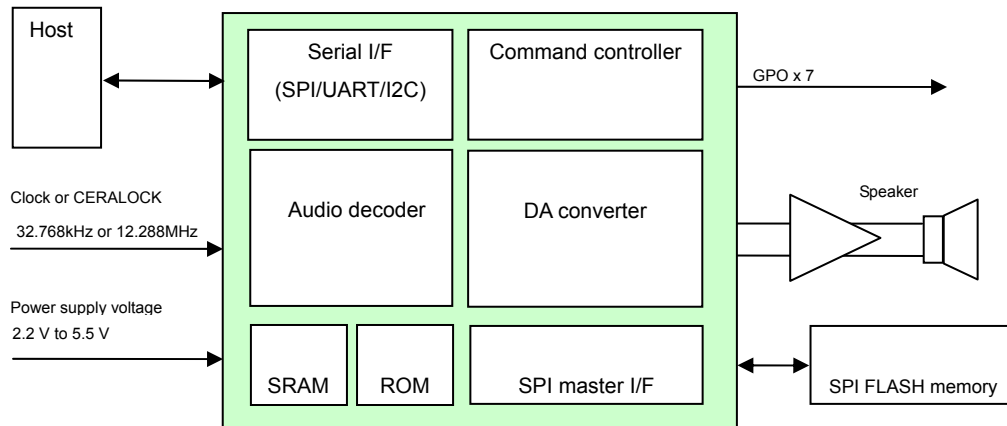 Host
Serial I/F
(SPI/UART/I2C)
Command controller
GPO x 7
Clock or CERALOCK
32.768kHz or 12.288MHz
Audio decoder
DA converter
Speaker
Power supply voltage
2.2 V to 5.5 V
SRAM
ROM
SPI master I/F
SPI FLASH memory